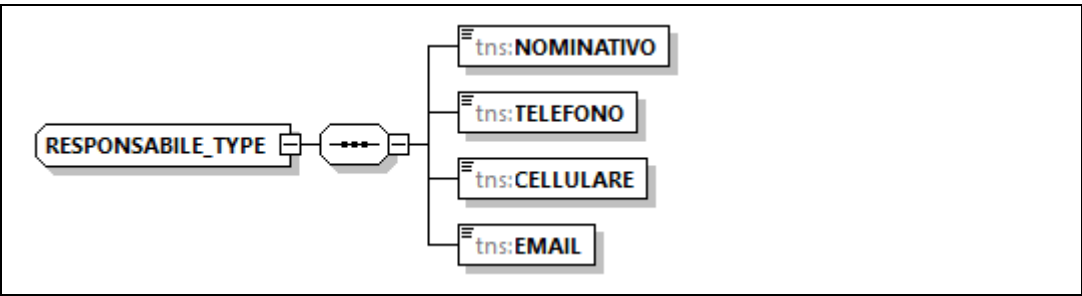 tns:NOMINATIVO
tns:TELEFONO
RESPONSABILE_TYPE
tns:CELLULARE
tns:EMAIL